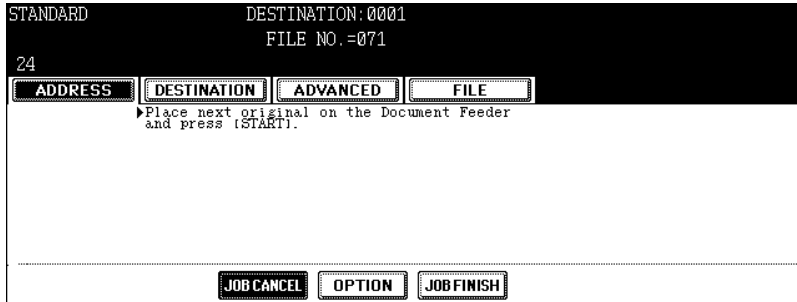 STANDARD DESTINATION:0001
FILE NO.=071
24
ADDRESS DESTINATION ADVANCED FILE
Place next original on the Document Feeder
and press [START].
JOB CANCEL OPTION JOB FINISH